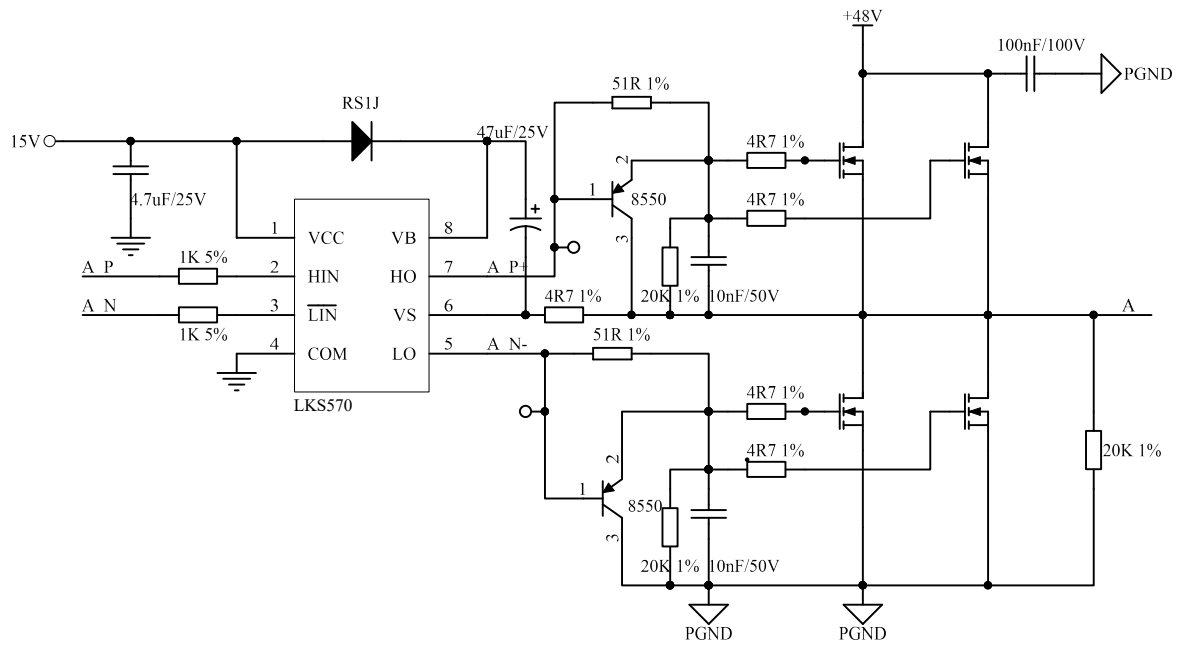 +48V
100nF/100V
PGND
51R 1%
RS1J
47uF/25V
15V
4R7 1%
2
1
8550
4.7uF/25V
4R7 1%
3
1
VCC
VB
8
A P
1K 5%
2
HIN
HO
7
A P+
20K 1%
10nF/50V
A N
1K 5%
3
LIN
VS
6
4R7 1%
A
4
COM
LO
5
A N-
51R 1%
LKS570
4R7 1%
4R7 1%
20K 1%
2
1
8550
3
20K 1%
10nF/50V
PGND
PGND